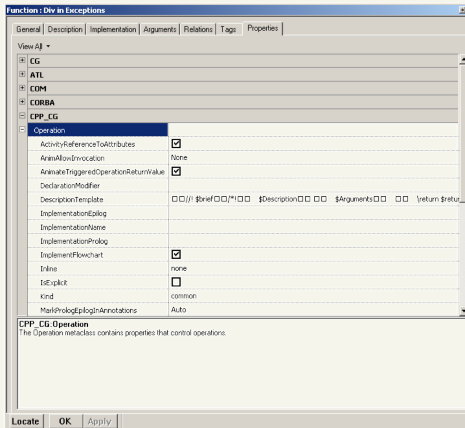 Function : Div in Exceptions
General Description Implementation Arguments Relations Tags Properties
View All
CG
ATL
COM
CORBA
CPP_CG
Operation
ActivityReferenceToAttributes
AnimAllowInvocation None
AnimateTriggeredOperationReturnValue
DeclarationModifier
DescriptionTemplate □□//! $brief□□/*!□□ $Description□□ □□ $Arguments□□ □□ \return $retur
ImplementationEpilog
ImplementationName
ImplementationProlog
ImplementFlowchart
Inline none
IsExplicit
Kind common
MarkPrologEpilogInAnnotations Auto
CPP_CG:Operation
The Operation metaclass contains properties that control operations.
Locate OK Apply